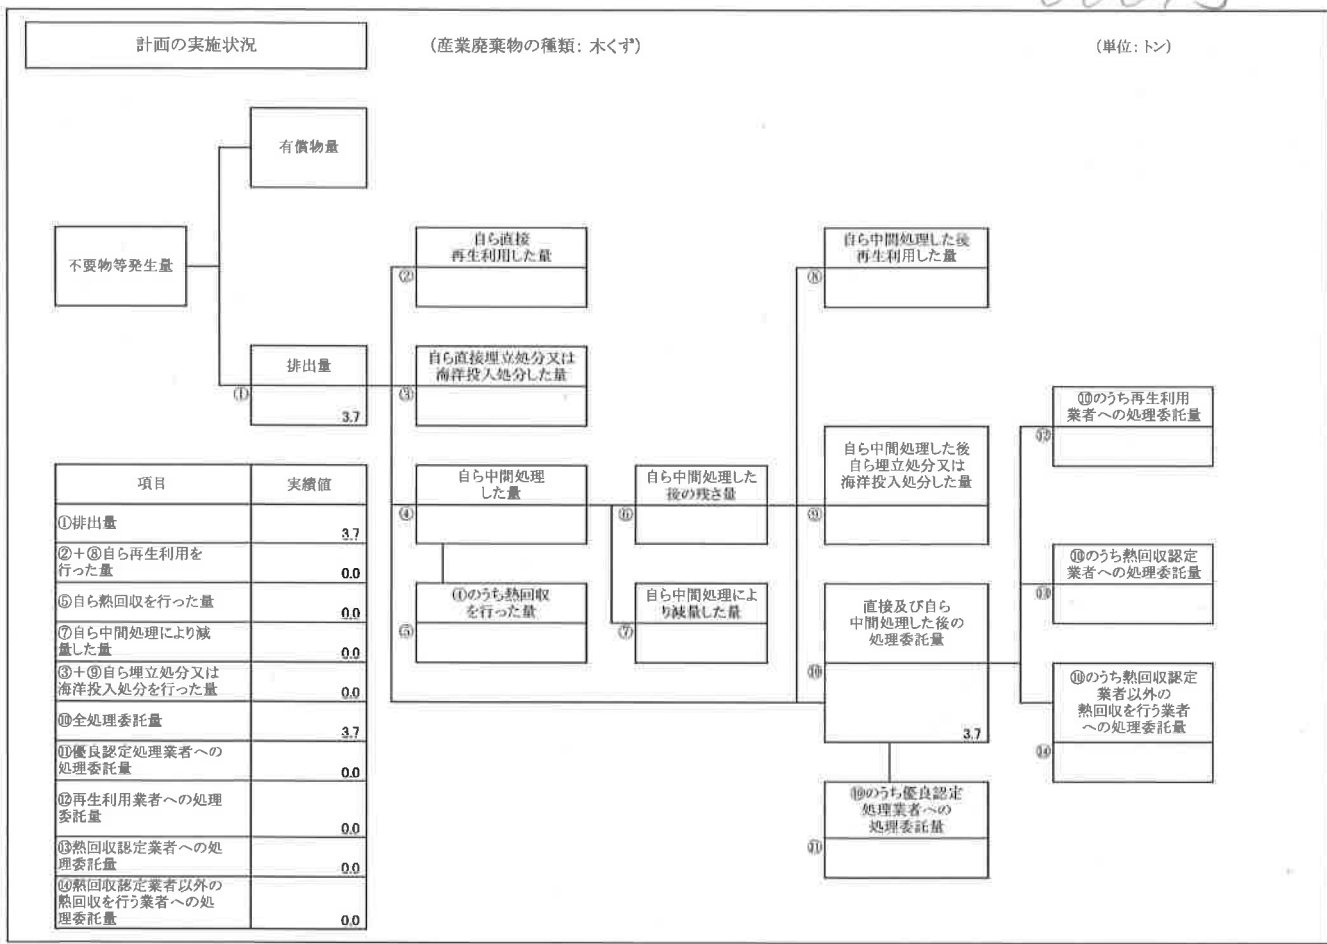 計画の実施状況
(産業廃棄物の種類: 木くず)
(単位: トン)
有償物量
不要物等発生量
排出量
①
3.7
自ら直接
再生利用した量
②
自ら直接埋立処分又は
海洋投入処分した量
③
自ら中間処理
した量
④
④のうち熱回収
を行った量
⑤
自ら中間処理した
後の残さ量
⑥
自ら中間処理によ
り減量した量
⑦
自ら中間処理した後
再生利用した量
⑧
自ら中間処理した後
自ら埋立処分又は
海洋投入処分した量
⑨
直接及び自ら
中間処理した後の
処理委託量
⑩
3.7
⑩のうち優良認定
処理業者への
処理委託量
⑪
⑩のうち再生利用
業者への処理委託量
⑫
⑩のうち熱回収認定
業者への処理委託量
⑬
⑩のうち熱回収認定
業者以外の
熱回収を行う業者
への処理委託量
⑭
項目 実績値
①排出量
3.7
②+⑧自ら再生利用を
行った量
0.0
⑤自ら熱回収を行った量
0.0
⑦自ら中間処理により減
量した量
0.0
③+⑨自ら埋立処分又は
海洋投入処分を行った量
0.0
⑩全処理委託量
3.7
⑪優良認定処理業者への
処理委託量
0.0
⑫再生利用業者への処理
委託量
0.0
⑬熱回収認定業者への処
理委託量
0.0
⑭熱回収認定業者以外の
熱回収を行う業者への処
理委託量
0.0